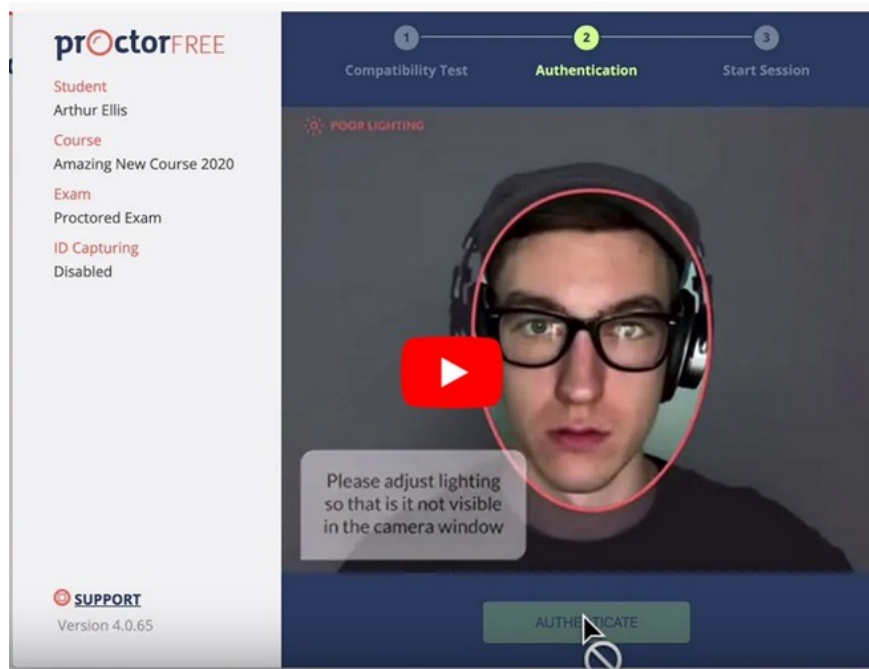 proctorFREE
Student
Arthur Ellis
Course
Amazing New Course 2020
Exam
Proctored Exam
ID Capturing
Disabled
SUPPORT
Version 4.0.65
1
2
3
Compatibility Test
Authentication
Start Session
POOR LIGHTING
Please adjust lighting
so that is it not visible
in the camera window
AUTHENTICATE